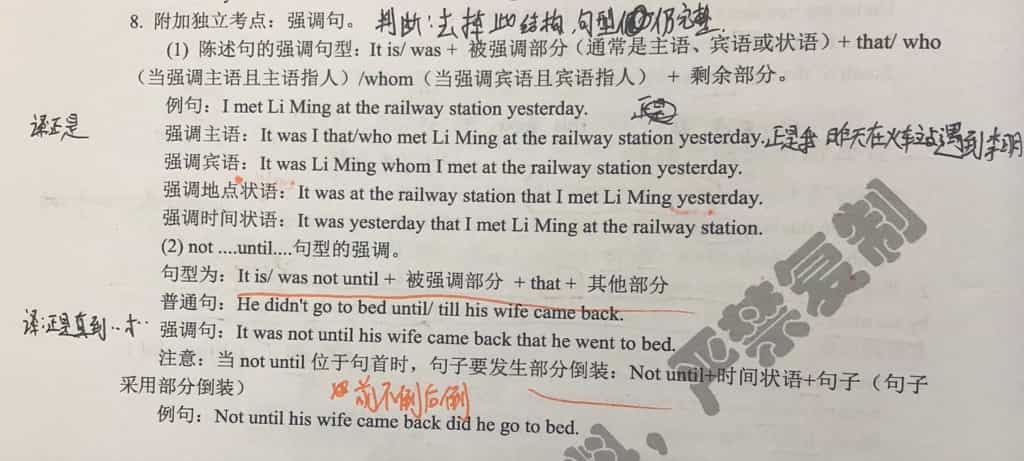 8. 附加独立考点：强调句。 判断：去掉此结构，句型仍完整
(1) 陈述句的强调句型：It is/ was + 被强调部分（通常是主语、宾语或状语）+ that/ who
（当强调主语且主语指人）/whom（当强调宾语且宾语指人） + 剩余部分。
例句：I met Li Ming at the railway station yesterday. 正是
译正是
强调主语：It was I that/who met Li Ming at the railway station yesterday. 正是我 昨天在火车站遇到李明
强调宾语：It was Li Ming whom I met at the railway station yesterday.
强调地点状语：It was at the railway station that I met Li Ming yesterday.
强调时间状语：It was yesterday that I met Li Ming at the railway station.
(2) not ....until....句型的强调。
句型为：It is/ was not until + 被强调部分 + that + 其他部分
普通句：He didn't go to bed until/ till his wife came back.
译：正是直到…才…
强调句：It was not until his wife came back that he went to bed.
注意：当 not until 位于句首时，句子要发生部分倒装：Not until+时间状语+句子（句子
采用部分倒装） 前不倒后倒
例句：Not until his wife came back did he go to bed.
严禁复制
料，